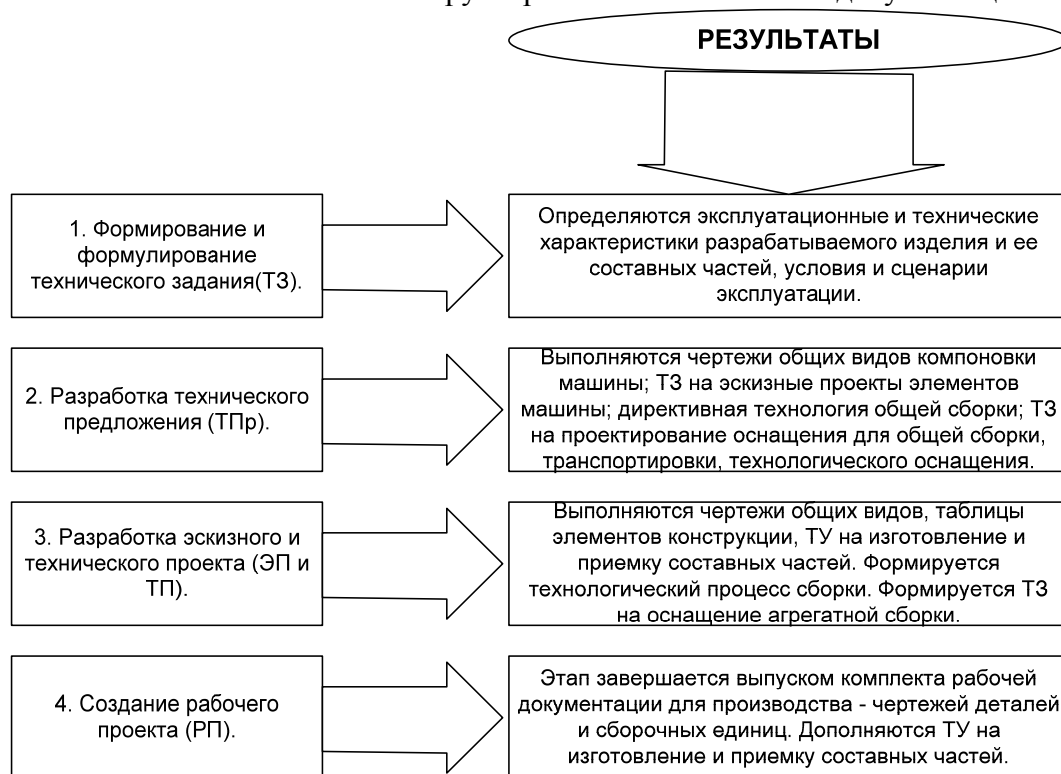 РЕЗУЛЬТАТЫ
1. Формирование и
формулирование
технического задания(ТЗ).
Определяются эксплуатационные и технические
характеристики разрабатываемого изделия и ее
составных частей, условия и сценарии
эксплуатации.
2. Разработка технического
предложения (ТПр).
Выполняются чертежи общих видов компоновки
машины; ТЗ на эскизные проекты элементов
машины; директивная технология общей сборки; ТЗ
на проектирование оснащения для общей сборки,
транспортировки, технологического оснащения.
3. Разработка эскизного и
технического проекта (ЭП и
ТП).
Выполняются чертежи общих видов, таблицы
элементов конструкции, ТУ на изготовление и
приемку составных частей. Формируется
технологический процесс сборки. Формируется ТЗ
на оснащение агрегатной сборки.
4. Создание рабочего
проекта (РП).
Этап завершается выпуском комплекта рабочей
документации для производства - чертежей деталей
и сборочных единиц. Дополняются ТУ на
изготовление и приемку составных частей.